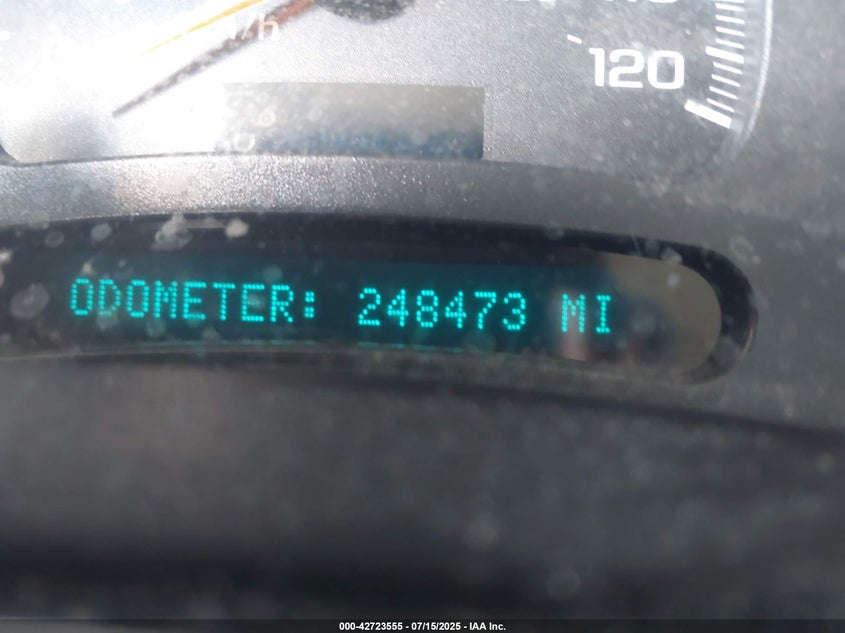 120
ODOMETER: 248473 MI
000-42723555 - 07/15/2025 - IAA Inc.